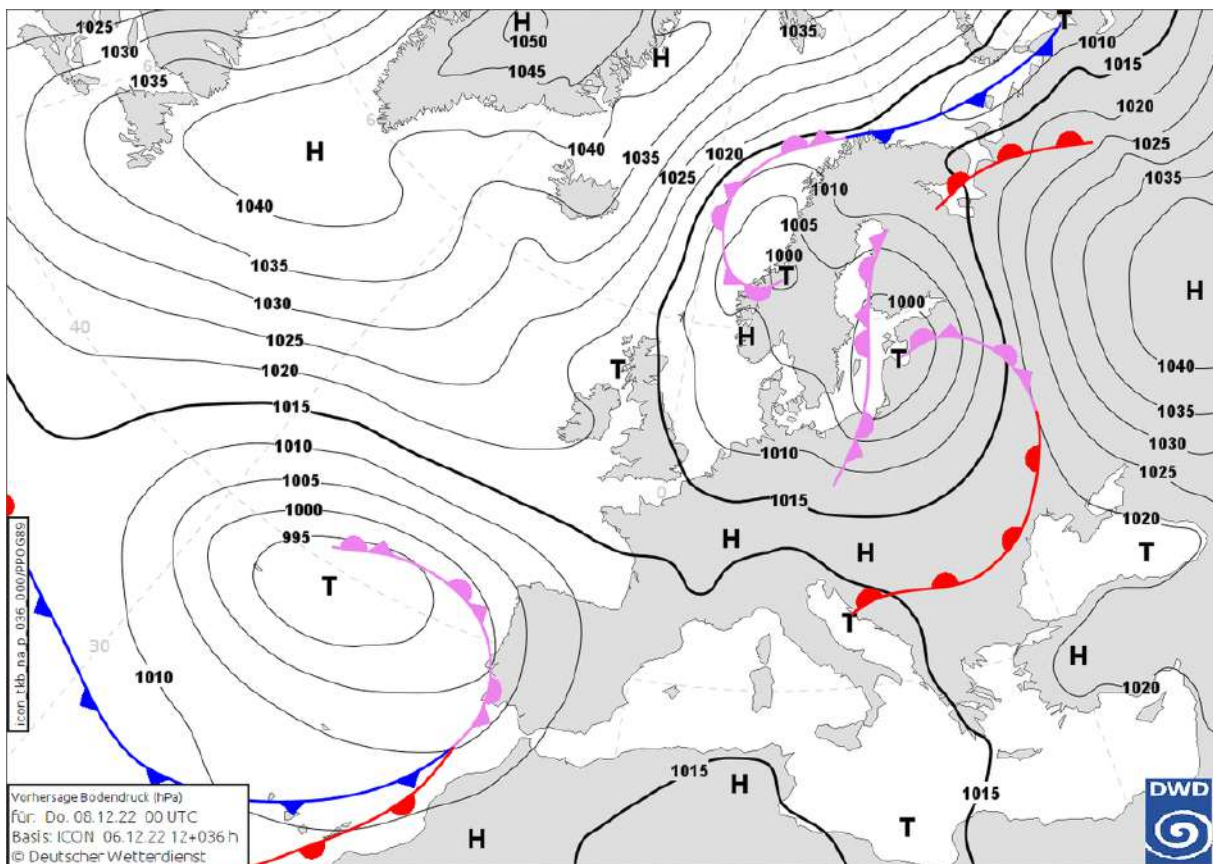 1025
1030
1035
H
1050
1045
H
1035
T
1010
1015
1020
1025
1035
1040
H
1040
1035
1030
1025
1020
1040
1035
1025
1020
1010
1005
1000
T
H
1000
T
H
1040
1035
1030
1025
1020
40
T
0
1010
1015
1015
1010
1005
1000
995
T
30
1010
H
H
T
T
H
1020
1015
H
H
T
1015
icon_tkb_na_p_036_000/PPOG89
Vorhersage Bodendruck (hPa)
für: Do. 08.12.22 00 UTC
Basis: ICON 06.12.22 12+036 h
© Deutscher Wetterdienst
DWD